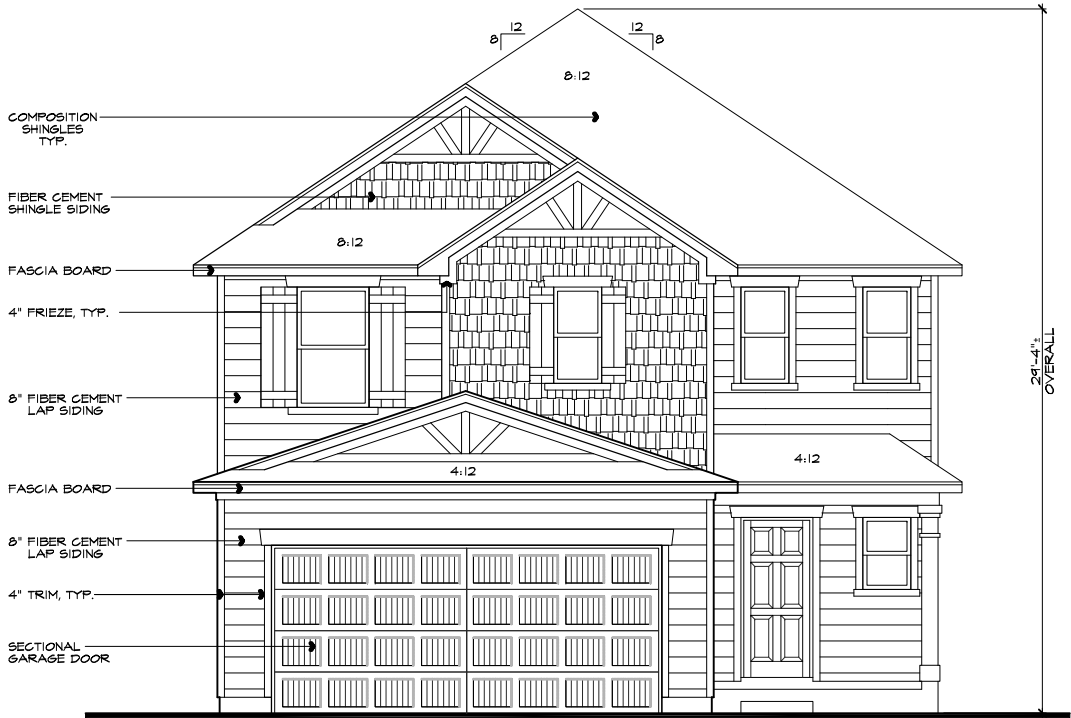 12
8
12
8
8:12
COMPOSITION
SHINGLES
TYP.
FIBER CEMENT
SHINGLE SIDING
8:12
FASCIA BOARD
4" FRIEZE, TYP.
29'-4"±
OVERALL
8" FIBER CEMENT
LAP SIDING
4:12
4:12
FASCIA BOARD
8" FIBER CEMENT
LAP SIDING
4" TRIM, TYP.
SECTIONAL
GARAGE DOOR